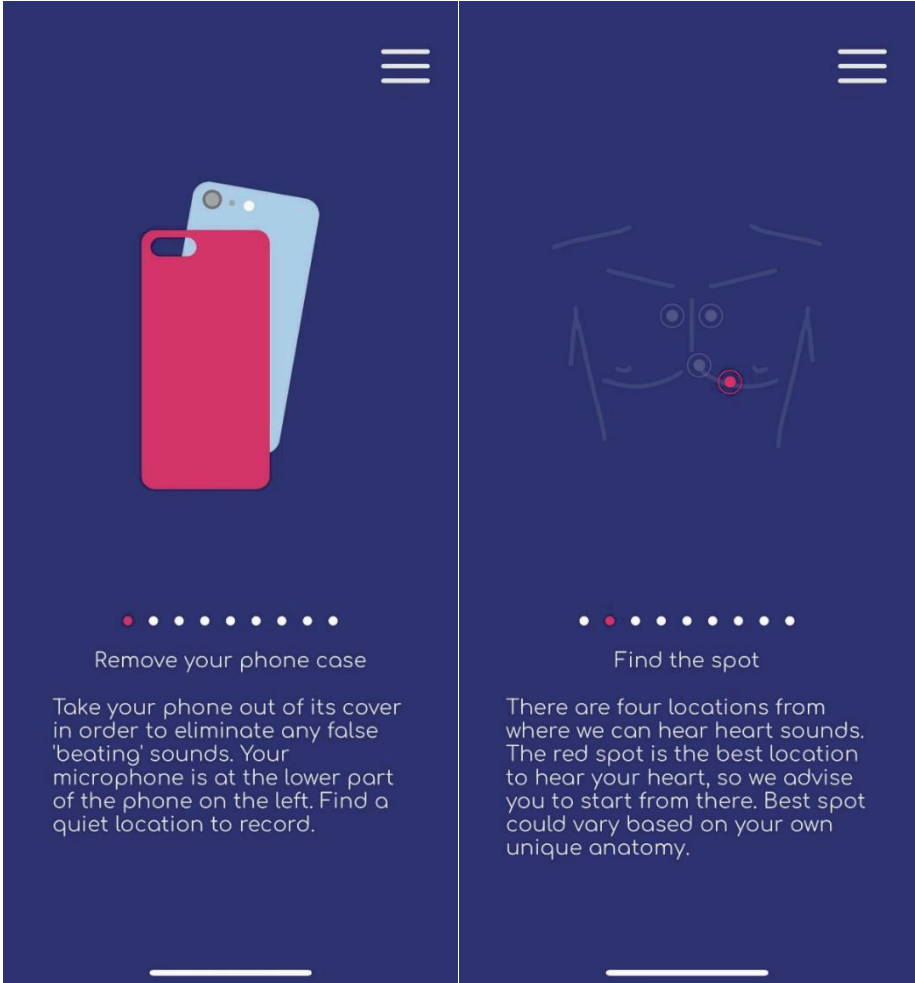 Remove your phone case
Take your phone out of its cover
in order to eliminate any false
'beating' sounds. Your
microphone is at the lower part
of the phone on the left. Find a
quiet location to record.
Find the spot
There are four locations from
where we can hear heart sounds.
The red spot is the best location
to hear your heart, so we advise
you to start from there. Best spot
could vary based on your own
unique anatomy.